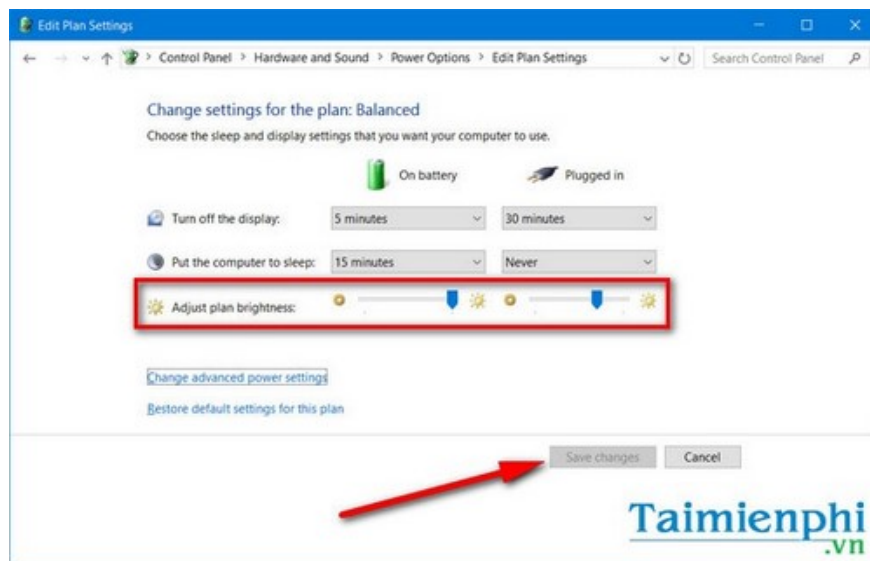 Edit Plan Settings
Control Panel > Hardware and Sound > Power Options > Edit Plan Settings
Search Control Panel
Change settings for the plan: Balanced
Choose the sleep and display settings that you want your computer to use.
On battery Plugged in
Turn off the display: 5 minutes 30 minutes
Put the computer to sleep: 15 minutes Never
Adjust plan brightness:
Change advanced power settings
Restore default settings for this plan
Save changes Cancel
Taimienphi
.vn